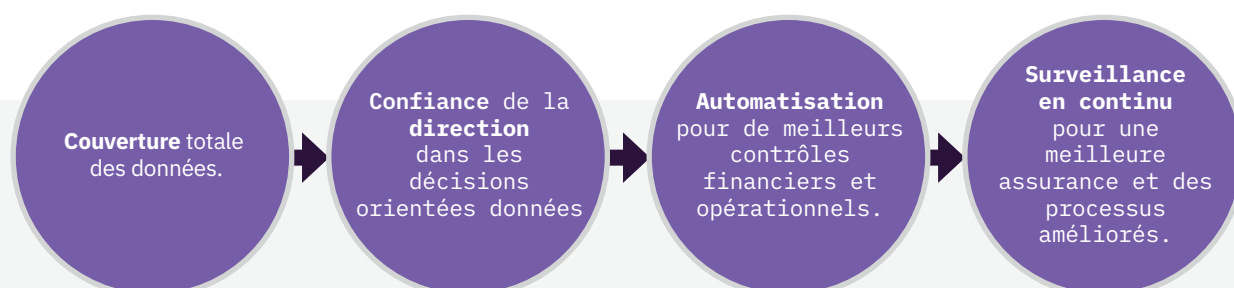 Couverture totale
des données.
Confiance de la
direction
dans les
décisions
orientées données
Automatisation
pour de meilleurs
contrôles
financiers et
opérationnels.
Surveillance
en continu
pour une
meilleure
assurance et des
processus
améliorés.